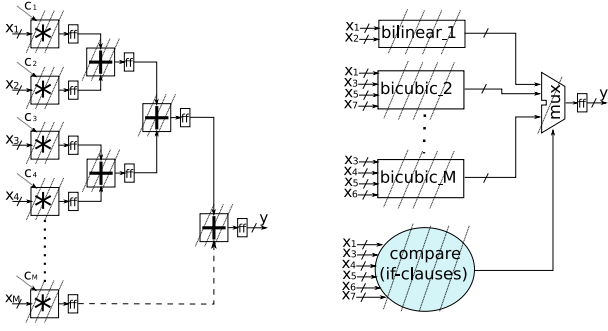 C₁
X₁ * ff
+ ff
C₂
X₂ * ff
+ ff
C₃
X₃ * ff
+ ff
C₄
X₄ * ff
+ ff y
C_M
X_M * ff
X₁
X₂
bilinear_1
X₁
X₃
X₅
X₇
bicubic_2
mux ff y
X₃
X₄
X₅
X₆
bicubic_M
X₁
X₃
X₄
X₅
X₆
X₇
compare
(if-clauses)